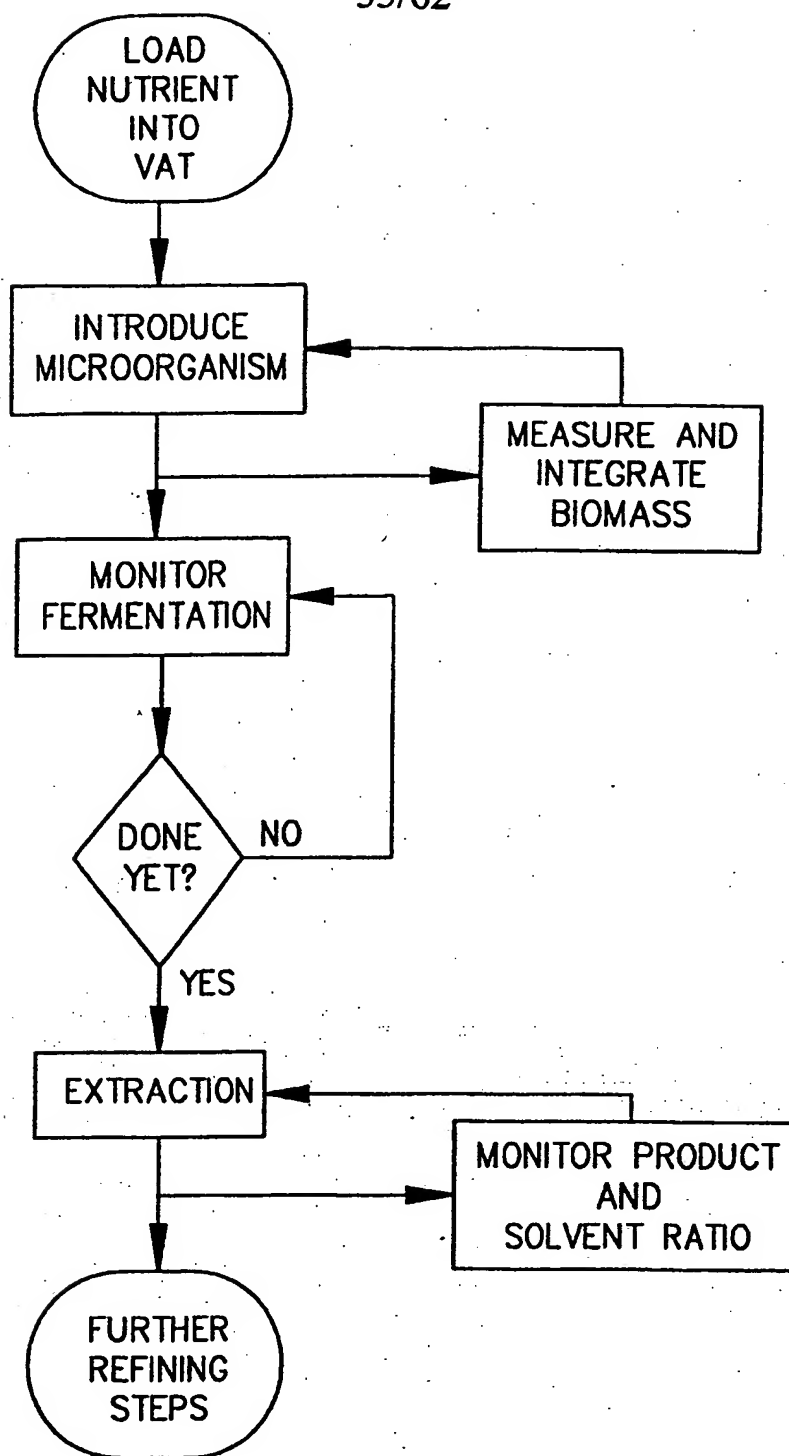 LOAD
NUTRIENT
INTO
VAT
INTRODUCE
MICROORGANISM
MEASURE AND
INTEGRATE
BIOMASS
MONITOR
FERMENTATION
DONE
YET?
NO
YES
EXTRACTION
MONITOR PRODUCT
AND
SOLVENT RATIO
FURTHER
REFINING
STEPS